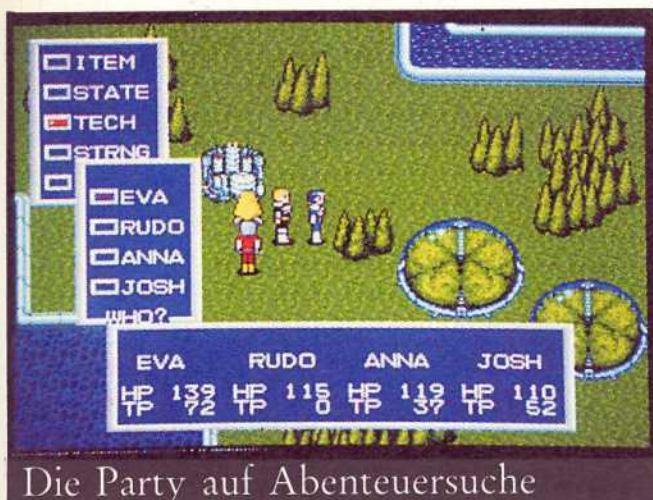 ITEM
STATE
TECH
STRNG
EVA
RUDO
ANNA
JOSH
WHO?
EVA RUDO ANNA JOSH
HP 139 HP 115 HP 119 HP 110
TP 72 TP 0 TP 37 TP 52
Die Party auf Abenteuersuche